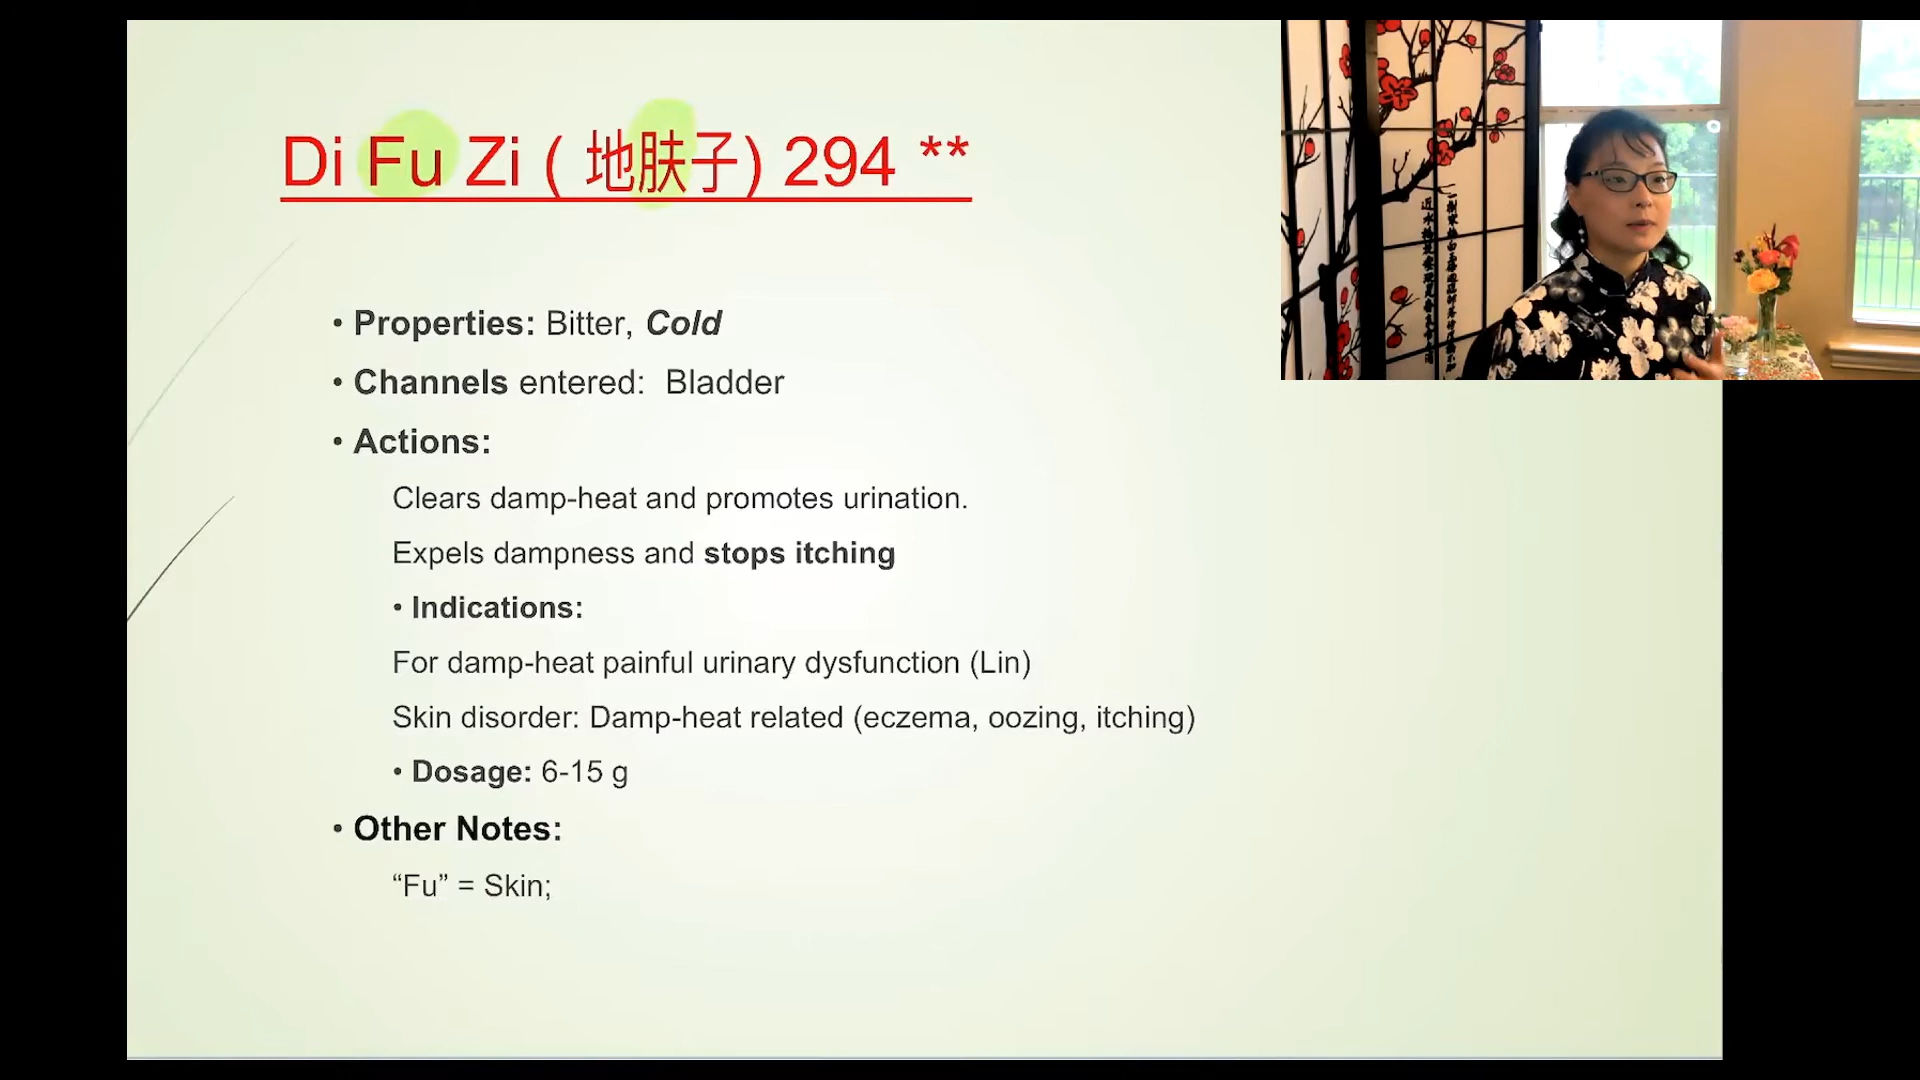 Di Fu Zi ( 地肤子) 294 **
• Properties: Bitter, Cold
• Channels entered: Bladder
• Actions:
Clears damp-heat and promotes urination.
Expels dampness and stops itching
• Indications:
For damp-heat painful urinary dysfunction (Lin)
Skin disorder: Damp-heat related (eczema, oozing, itching)
• Dosage: 6-15 g
• Other Notes:
“Fu” = Skin;